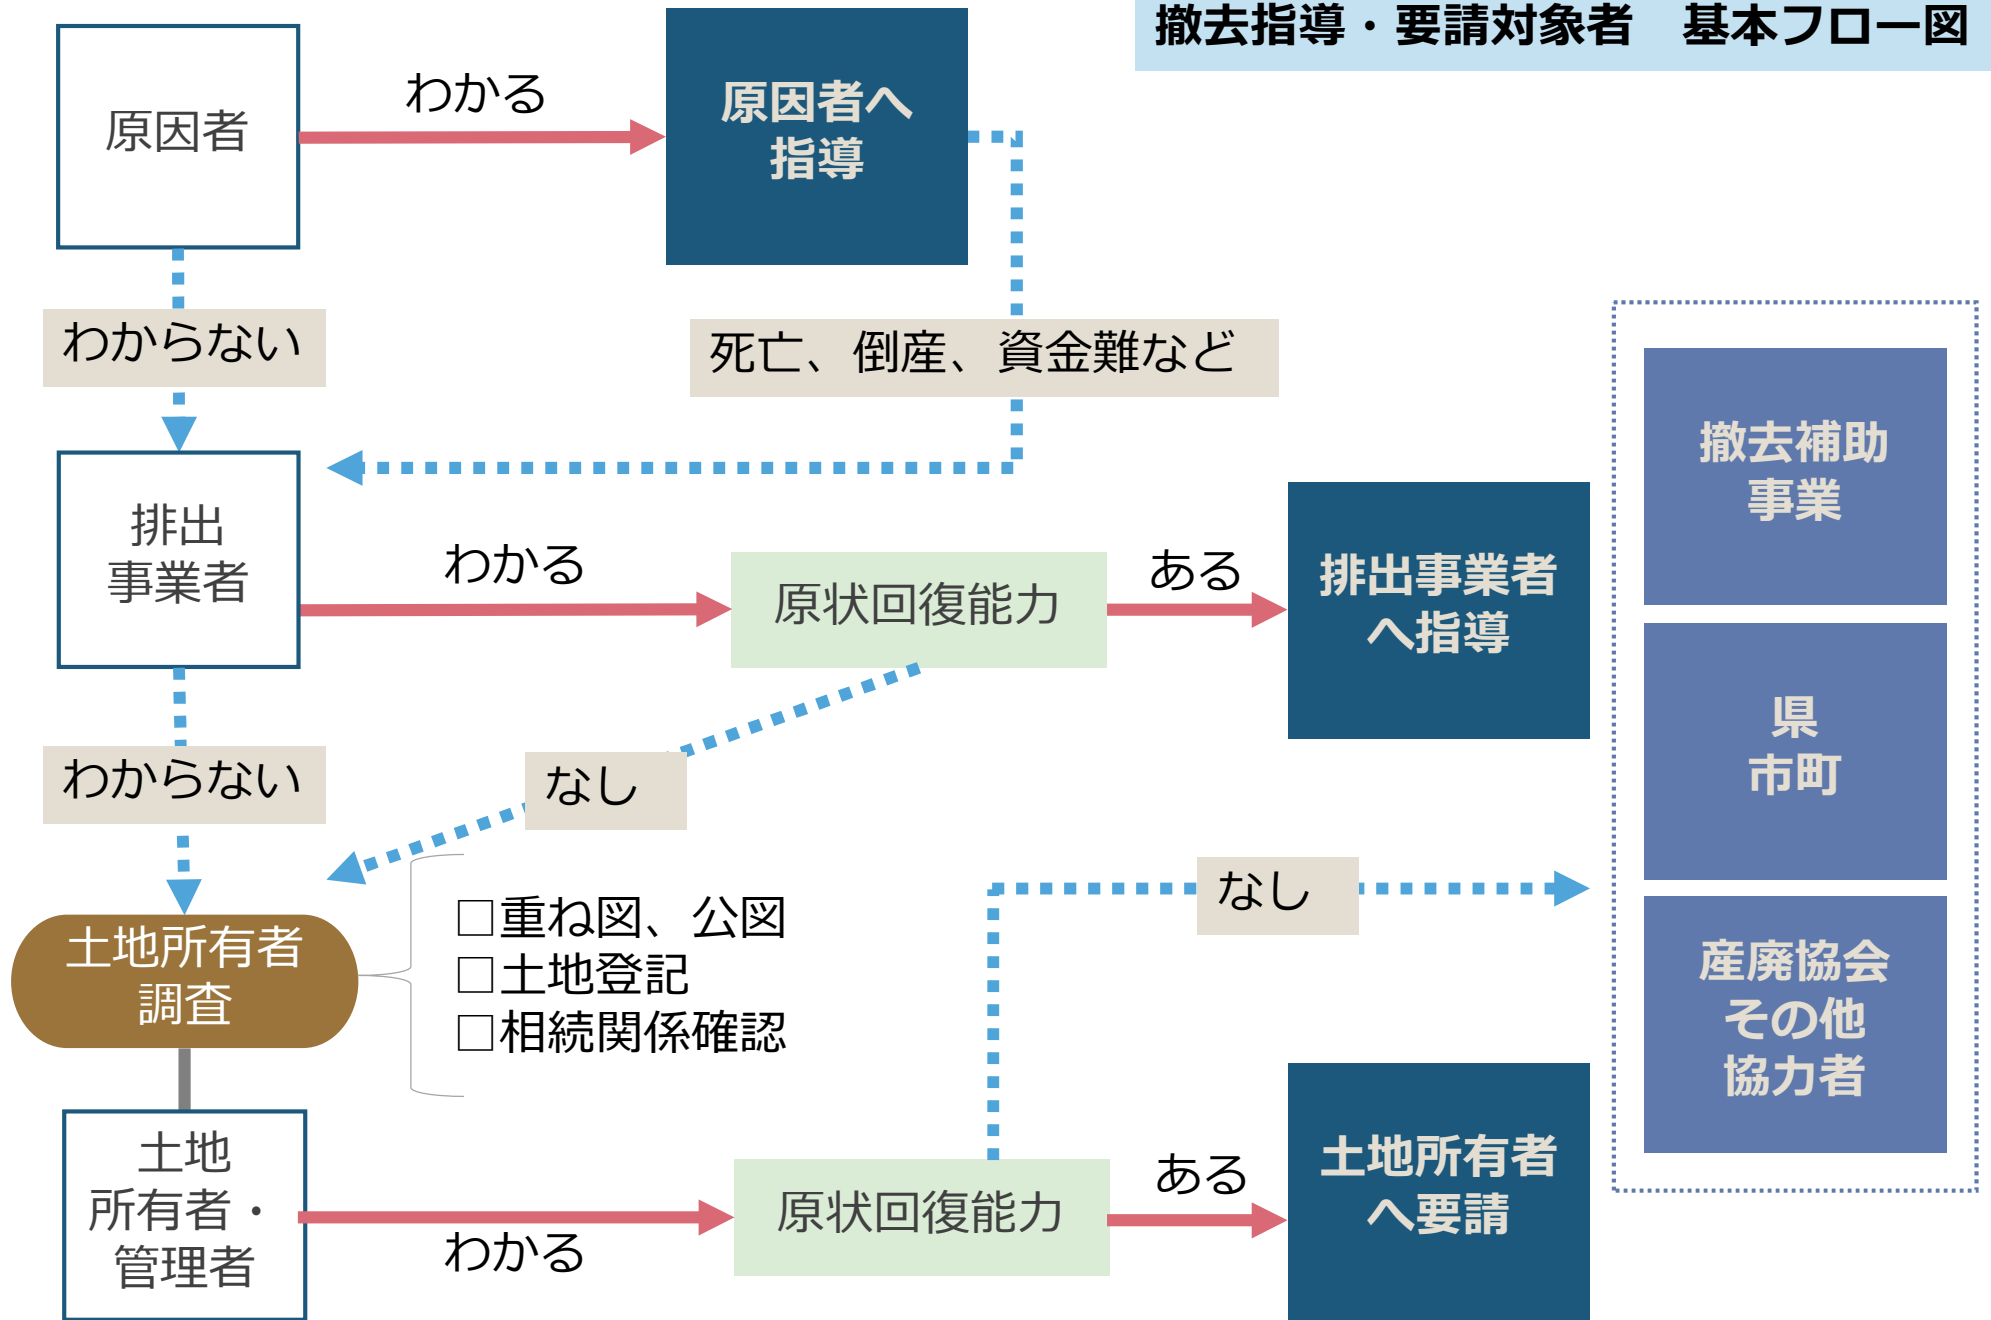 撤去指導・要請対象者　基本フロー図
原因者
わかる
原因者へ
指導
わからない
死亡、倒産、資金難など
排出
事業者
わかる
原状回復能力
ある
排出事業者
へ指導
わからない
なし
土地所有者
調査
□重ね図、公図
□土地登記
□相続関係確認
なし
土地
所有者・
管理者
わかる
原状回復能力
ある
土地所有者
へ要請
撤去補助
事業
県
市町
産廃協会
その他
協力者